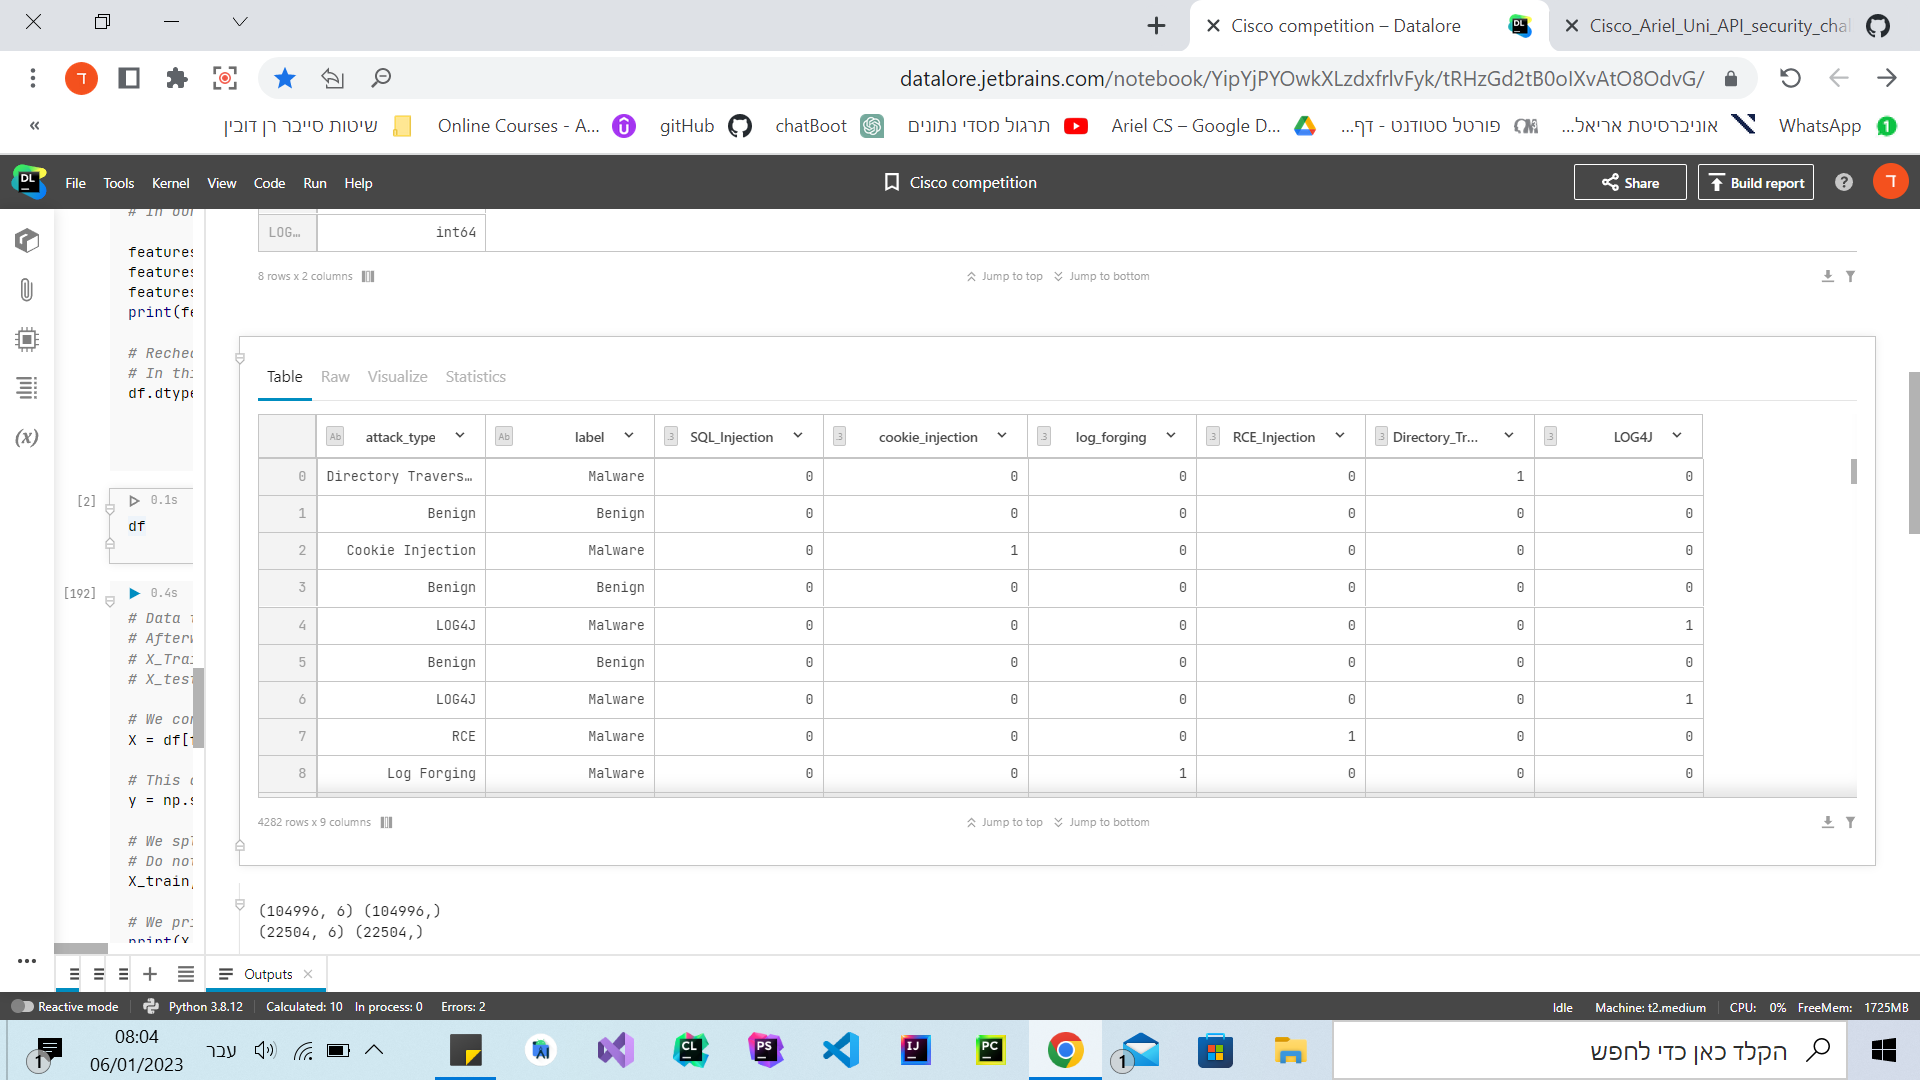 Cisco competition – Datalore
Cisco_Ariel_Uni_API_security_chal
datalore.jetbrains.com/notebook/YipYjPYOwkXLzdxfrlvFyk/tRHzGd2tB0oIXvAtO8OdvG/
שיטות סייבר רן דובין
Online Courses - A...
gitHub
chatBoot
תרגול מסדי נתונים
Ariel CS – Google D...
פורטל סטודנט - דף...
אוניברסיטת אריאל...
WhatsApp
File Tools Kernel View Code Run Help
Cisco competition
Share
Build report
# In our
features
features
features
print(fe
# Rechec
# In thi
df.dtype
[2]
0.1s
df
[192]
0.4s
# Data t
# Afterw
# X_Trai
# X_test
# We con
X = df[f
# This c
y = np.s
# We spl
# Do not
X_train,
# We pri
print(X
LOG... int64
8 rows x 2 columns
Jump to top Jump to bottom
Table Raw Visualize Statistics
attack_type label SQL_Injection cookie_injection log_forging RCE_Injection Directory_Tr... LOG4J
0 Directory Travers... Malware 0 0 0 0 1 0
1 Benign Benign 0 0 0 0 0 0
2 Cookie Injection Malware 0 1 0 0 0 0
3 Benign Benign 0 0 0 0 0 0
4 LOG4J Malware 0 0 0 0 0 1
5 Benign Benign 0 0 0 0 0 0
6 LOG4J Malware 0 0 0 0 0 1
7 RCE Malware 0 0 0 1 0 0
8 Log Forging Malware 0 0 1 0 0 0
4282 rows x 9 columns
Jump to top Jump to bottom
(104996, 6) (104996,)
(22504, 6) (22504,)
Outputs
Reactive mode Python 3.8.12 Calculated: 10 In process: 0 Errors: 2
Idle Machine: t2.medium CPU: 0% FreeMem: 1725MB
08:04
06/01/2023
עבר
הקלד כאן כדי לחפש